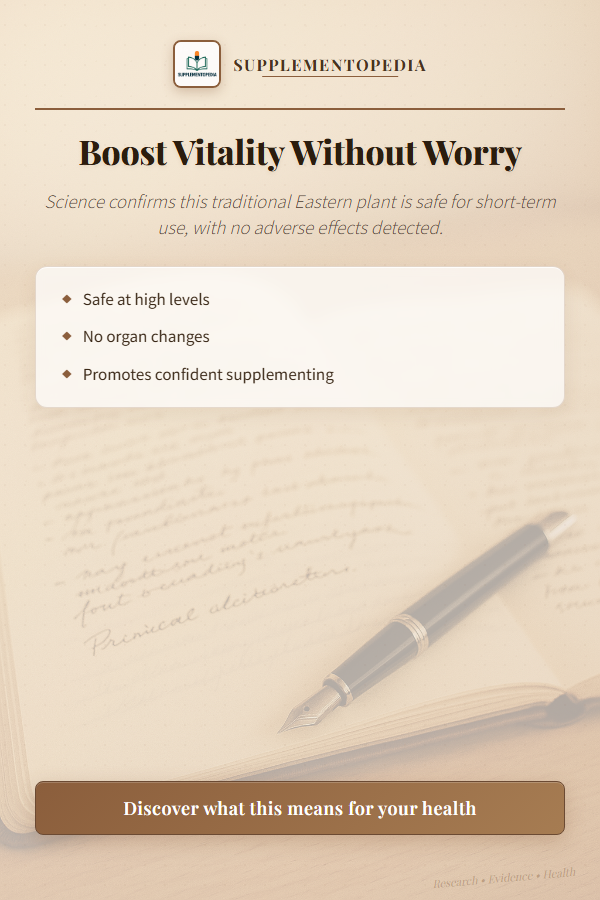 SUPPLEMENTOPEDIA
SUPPLEMENTOPEDIA
Boost Vitality Without Worry
Science confirms this traditional Eastern plant is safe for short-term
use, with no adverse effects detected.
Safe at high levels
No organ changes
Promotes confident supplementing
Discover what this means for your health
Research • Evidence • Health